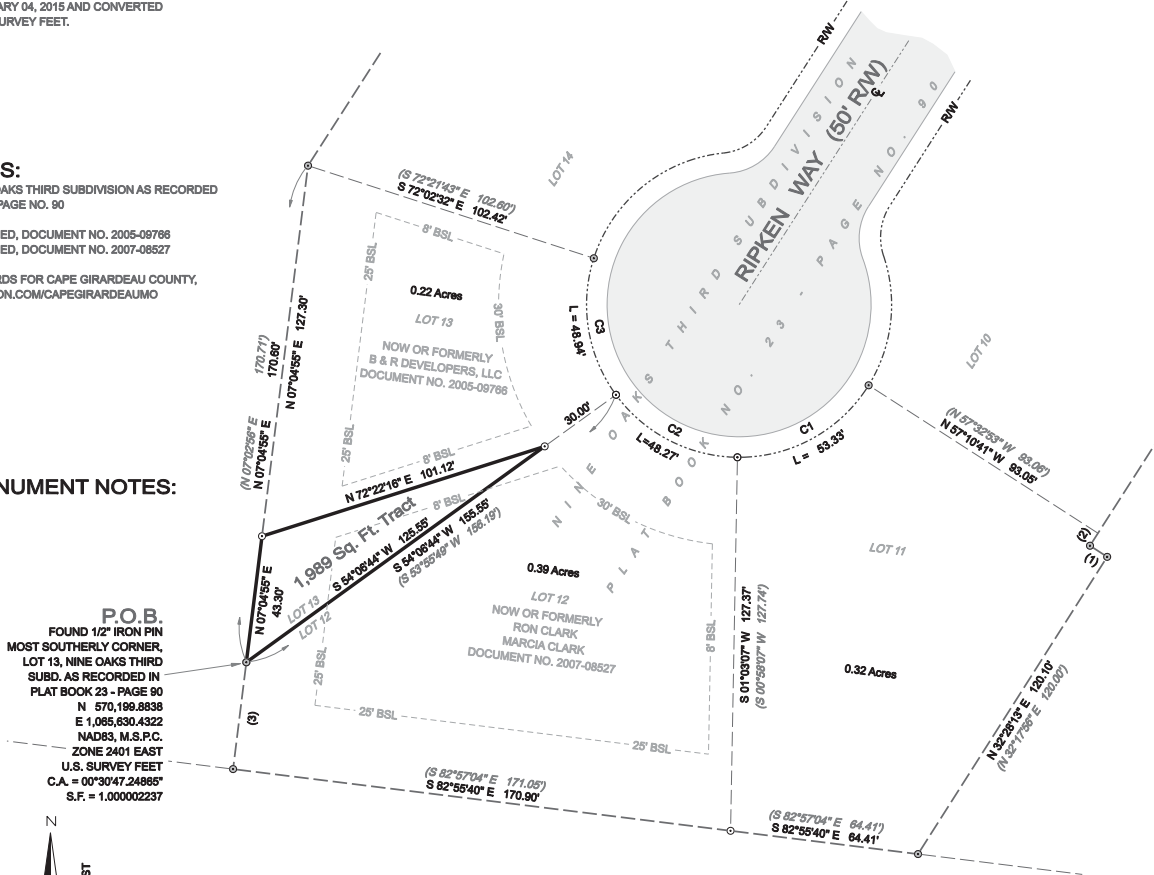 ARY 04, 2015 AND CONVERTED
SURVEY FEET.
S:
OAKS THIRD SUBDIVISION AS RECORDED
PAGE NO. 90
ED, DOCUMENT NO. 2005-09766
ED, DOCUMENT NO. 2007-08527
RDS FOR CAPE GIRARDEAU COUNTY,
ON.COM/CAPEGIRARDEAUMO
R/W
R/W
RIPKEN WAY (50' R/W)
NINE OAKS THIRD SUBDIVISION
PLAT BOOK NO. 23 - PAGE NO. 90
LOT 14
(S 72°21'43" E 102.60')
S 72°02'32" E 102.42'
8' BSL
25' BSL
0.22 Acres
LOT 13
30' BSL
NOW OR FORMERLY
B & R DEVELOPERS, LLC
DOCUMENT NO. 2005-09766
25' BSL
8' BSL
C3
L = 48.94'
LOT 10
(N 07°02'56" E 170.71')
N 07°04'55" E 170.60'
N 07°04'55" E 127.30'
30.00'
C2
L=48.27'
C1
L = 53.33'
(N 57°32'53" W 93.06')
N 57°10'41" W 93.05'
NUMENT NOTES:
N 72°22'16" E 101.12'
8' BSL
1,989 Sq. Ft. Tract
S 54°06'44" W 125.55'
S 54°06'44" W 155.55'
(S 53°55'49" W 156.19')
30' BSL
LOT 11
(2)
(1)
0.39 Acres
LOT 12
NOW OR FORMERLY
RON CLARK
MARCIA CLARK
DOCUMENT NO. 2007-08527
N 07°04'55" E
43.30'
LOT 13
LOT 12
25' BSL
8' BSL
S 01°03'07" W 127.37'
(S 00°58'07" W 127.74')
0.32 Acres
N 32°26'13" E 120.10'
(N 32°17'56" E 120.00')
P.O.B.
FOUND 1/2" IRON PIN
MOST SOUTHERLY CORNER,
LOT 13, NINE OAKS THIRD
SUBD. AS RECORDED IN
PLAT BOOK 23 - PAGE 90
N 570,199.8838
E 1,065,630.4322
NAD83, M.S.P.C.
ZONE 2401 EAST
U.S. SURVEY FEET
C.A. = 00°30'47.24865"
S.F. = 1.000002237
(3)
25' BSL
25' BSL
(S 82°57'04" E 171.05')
S 82°55'40" E 170.90'
(S 82°57'04" E 64.41')
S 82°55'40" E 64.41'
N
ST